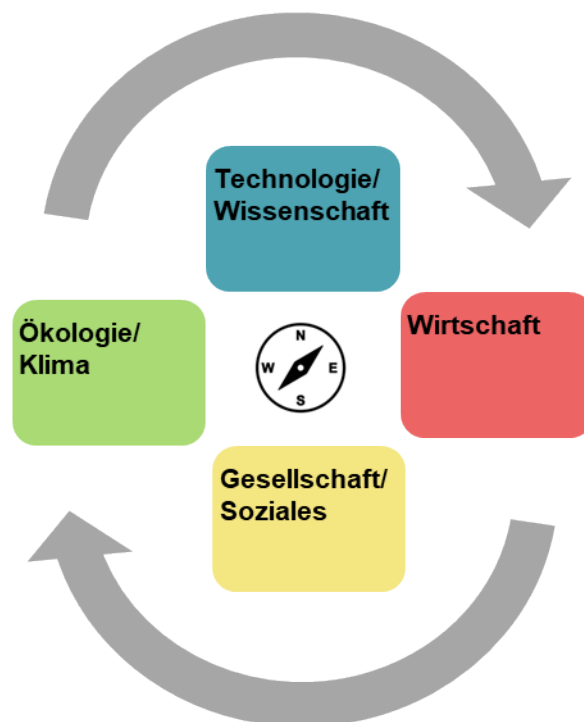 Technologie/
Wissenschaft
Ökologie/
Klima
N
W E
S
Wirtschaft
Gesellschaft/
Soziales